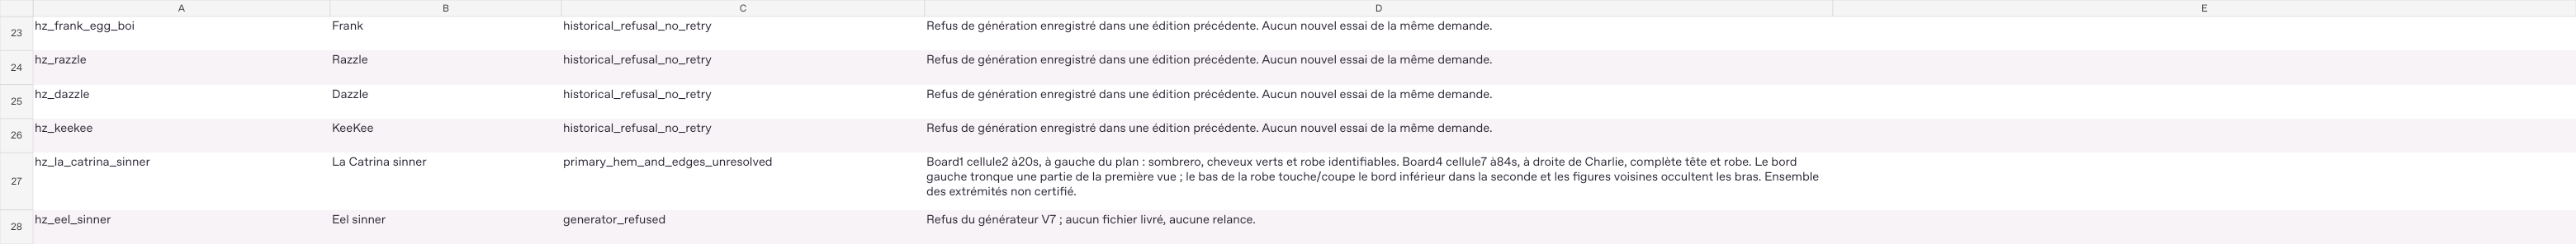 A B C D E
23 hz_frank_egg_boi Frank historical_refusal_no_retry Refus de génération enregistré dans une édition précédente. Aucun nouvel essai de la même demande.
24 hz_razzle Razzle historical_refusal_no_retry Refus de génération enregistré dans une édition précédente. Aucun nouvel essai de la même demande.
25 hz_dazzle Dazzle historical_refusal_no_retry Refus de génération enregistré dans une édition précédente. Aucun nouvel essai de la même demande.
26 hz_keekee KeeKee historical_refusal_no_retry Refus de génération enregistré dans une édition précédente. Aucun nouvel essai de la même demande.
27 hz_la_catrina_sinner La Catrina sinner primary_hem_and_edges_unresolved Board1 cellule2 à20s, à gauche du plan : sombrero, cheveux verts et robe identifiables. Board4 cellule7 à84s, à droite de Charlie, complète tête et robe. Le bord
gauche tronque une partie de la première vue ; le bas de la robe touche/coupe le bord inférieur dans la seconde et les figures voisines occultent les bras. Ensemble
des extrémités non certifié.
28 hz_eel_sinner Eel sinner generator_refused Refus du générateur V7 ; aucun fichier livré, aucune relance.